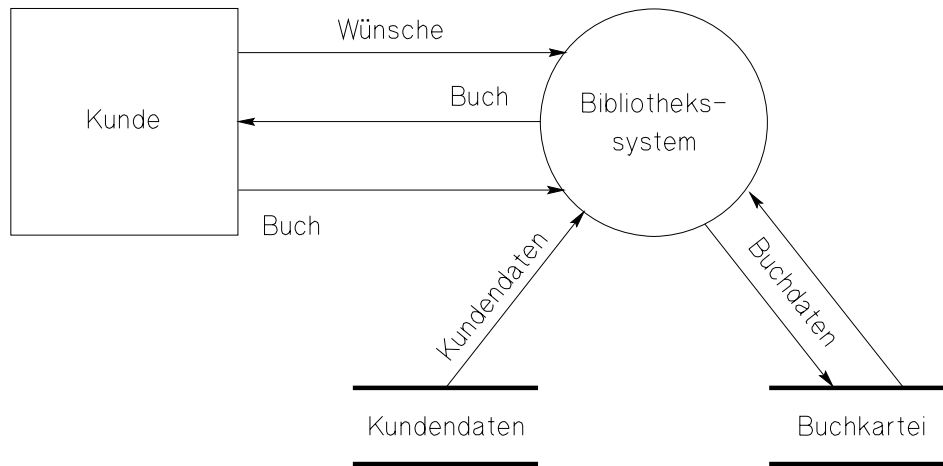 Wünsche
Kunde
Buch
Bibliotheks-
system
Buch
Kundendaten
Buchdaten
Kundendaten
Buchkartei